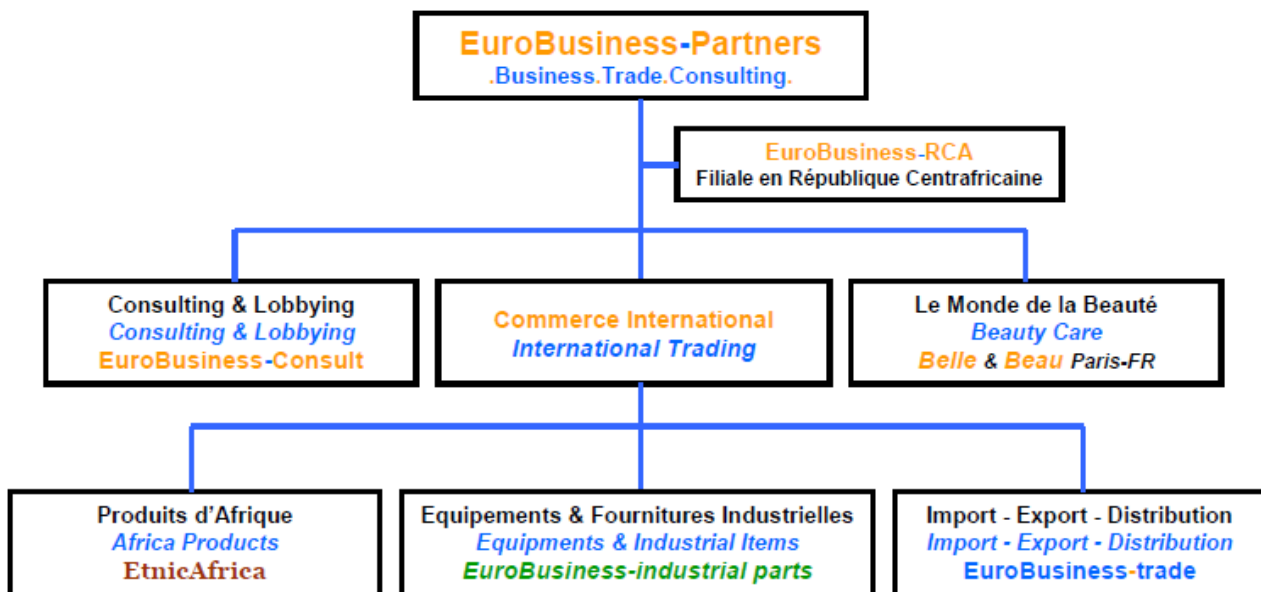 EuroBusiness-Partners
.Business.Trade.Consulting.
EuroBusiness-RCA
Filiale en République Centrafricaine
Consulting & Lobbying
Consulting & Lobbying
EuroBusiness-Consult
Commerce International
International Trading
Le Monde de la Beauté
Beauty Care
Belle & Beau Paris-FR
Produits d'Afrique
Africa Products
EtnicAfrica
Equipements & Fournitures Industrielles
Equipments & Industrial Items
EuroBusiness-industrial parts
Import - Export - Distribution
Import - Export - Distribution
EuroBusiness-trade